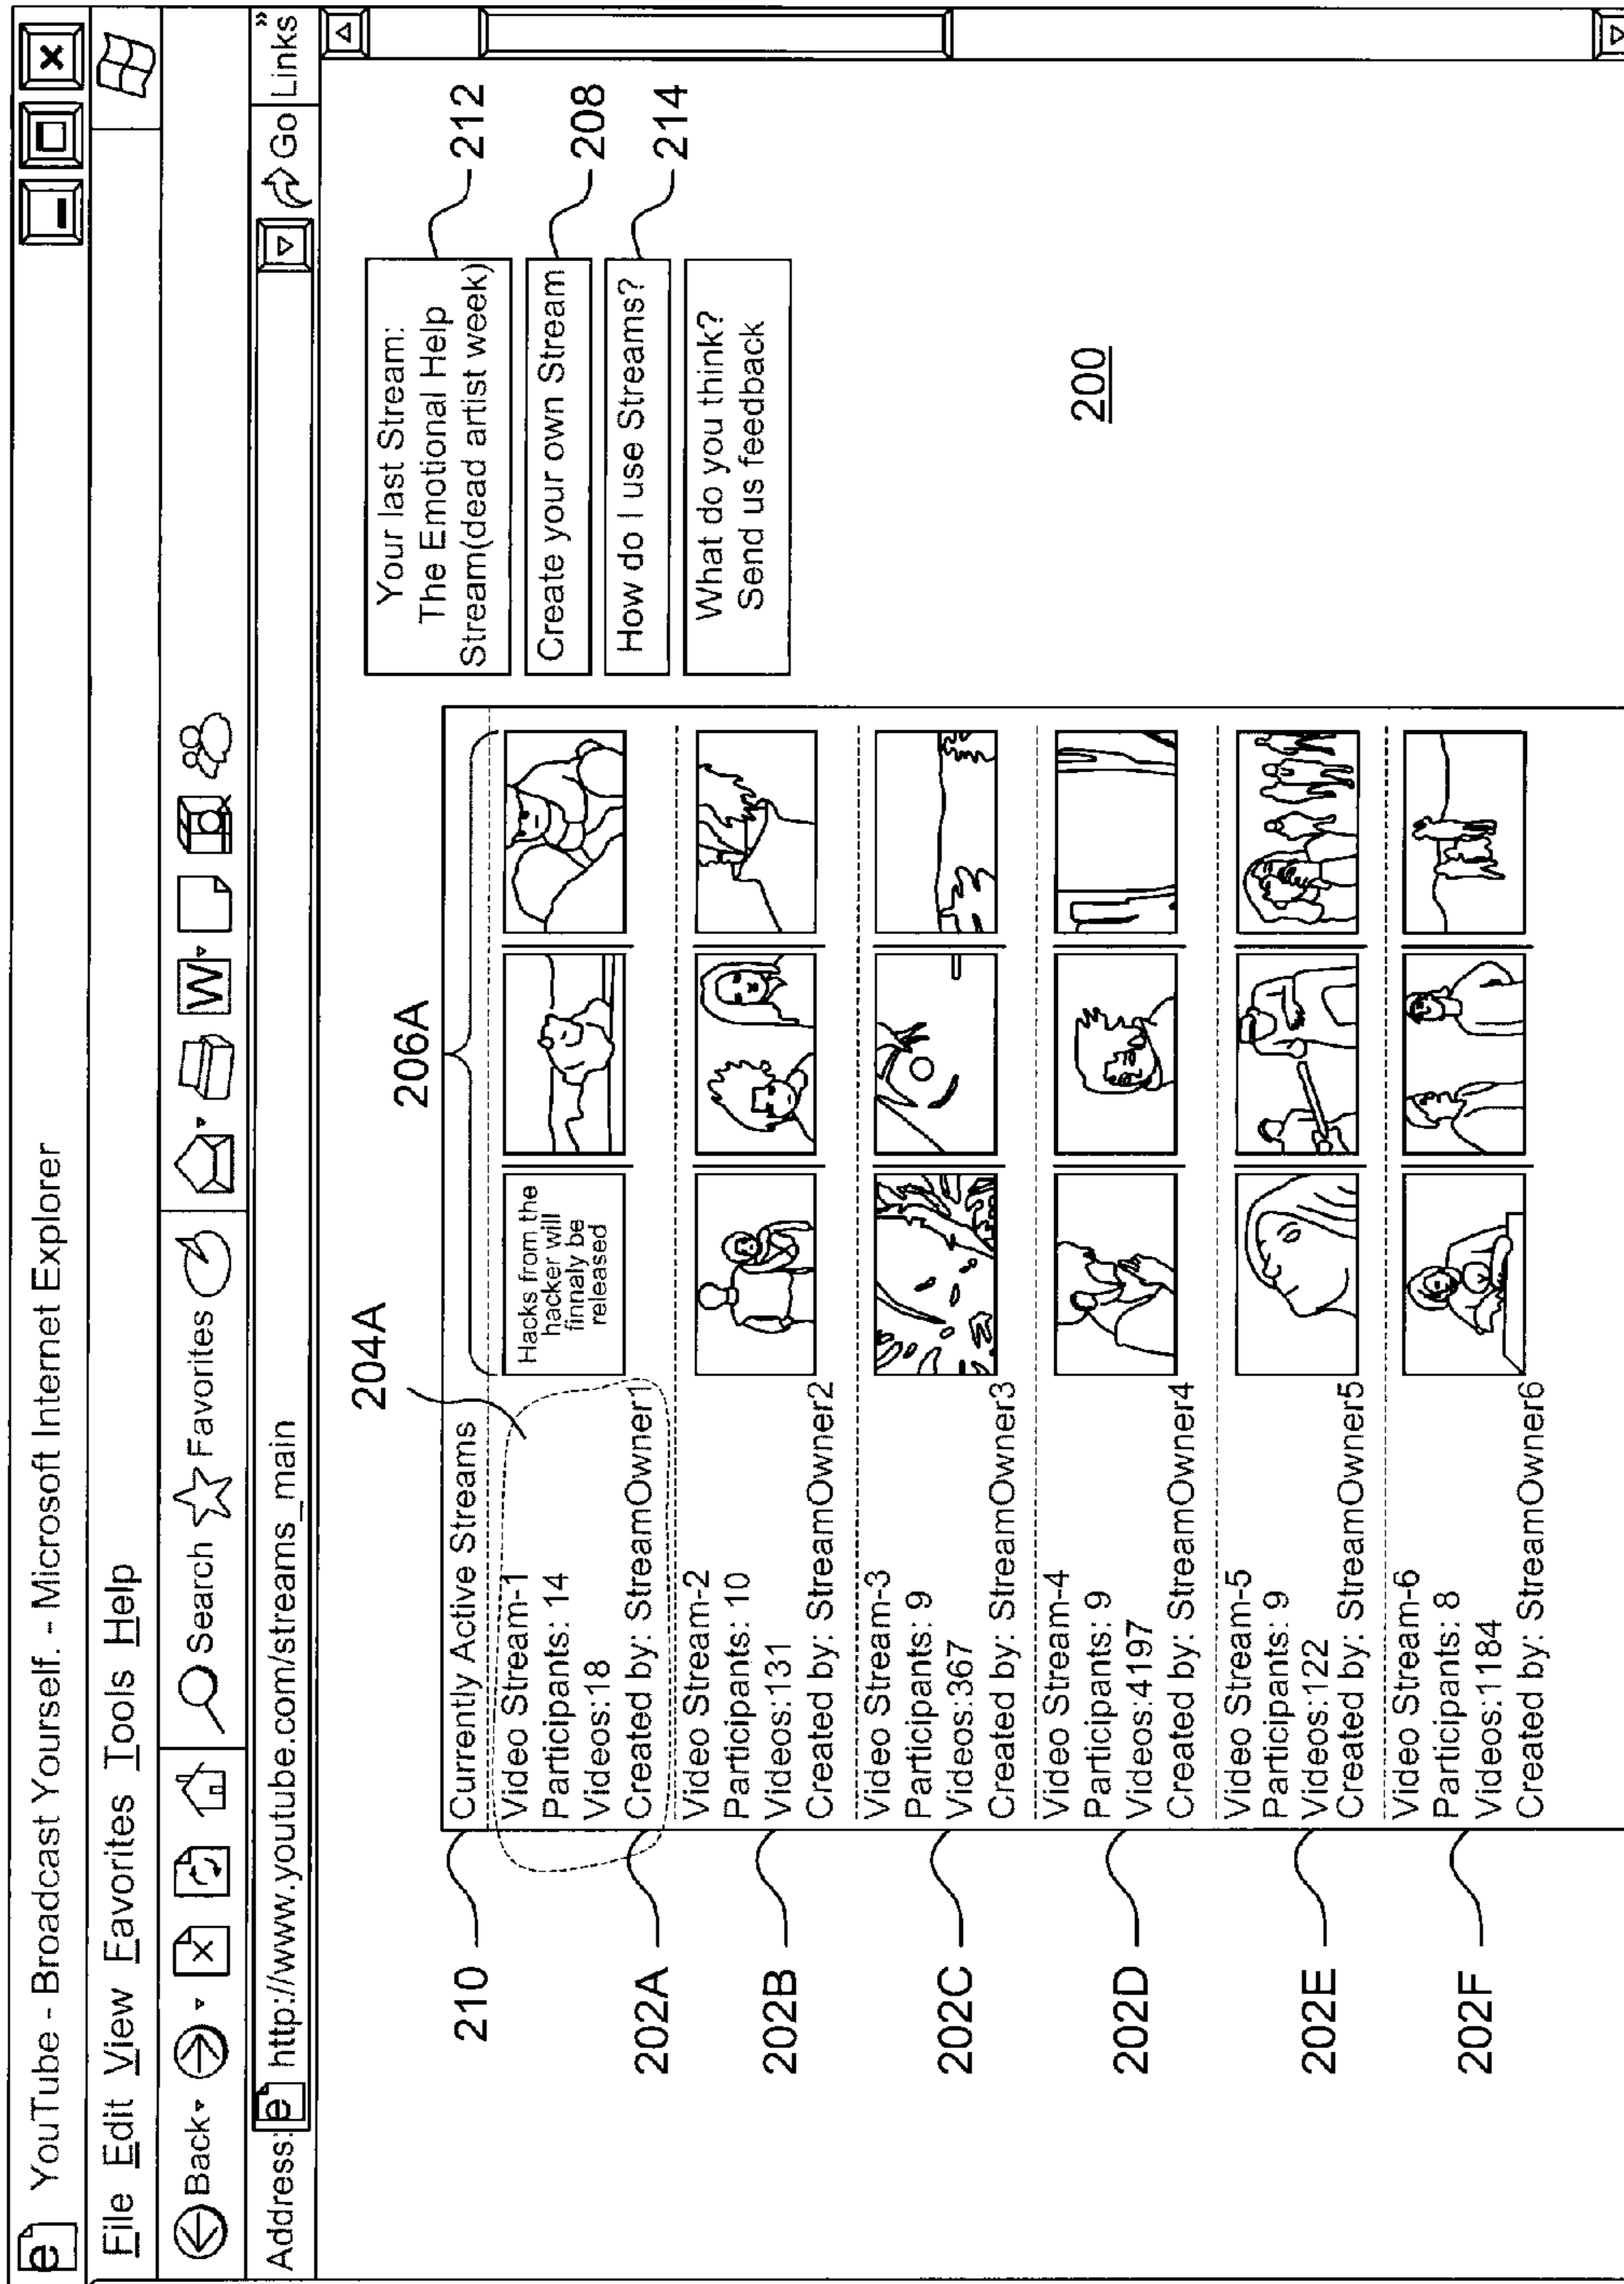 YouTube - Broadcast Yourself. - Microsoft Internet Explorer
File Edit View Favorites Tools Help
Back Search Favorites W
Address: http://www.youtube.com/streams_main Go Links »
204A
206A
210
Currently Active Streams
202A
Video Stream-1
Participants: 14
Videos:18
Created by: StreamOwner1
Hacks from the
hacker will
finnaly be
released
202B
Video Stream-2
Participants: 10
Videos:131
Created by: StreamOwner2
202C
Video Stream-3
Participants: 9
Videos:367
Created by: StreamOwner3
202D
Video Stream-4
Participants: 9
Videos:4197
Created by: StreamOwner4
202E
Video Stream-5
Participants: 9
Videos:122
Created by: StreamOwner5
202F
Video Stream-6
Participants: 8
Videos:1184
Created by: StreamOwner6
Your last Stream:
The Emotional Help
Stream(dead artist week)
212
Create your own Stream
208
How do I use Streams?
214
What do you think?
Send us feedback
200